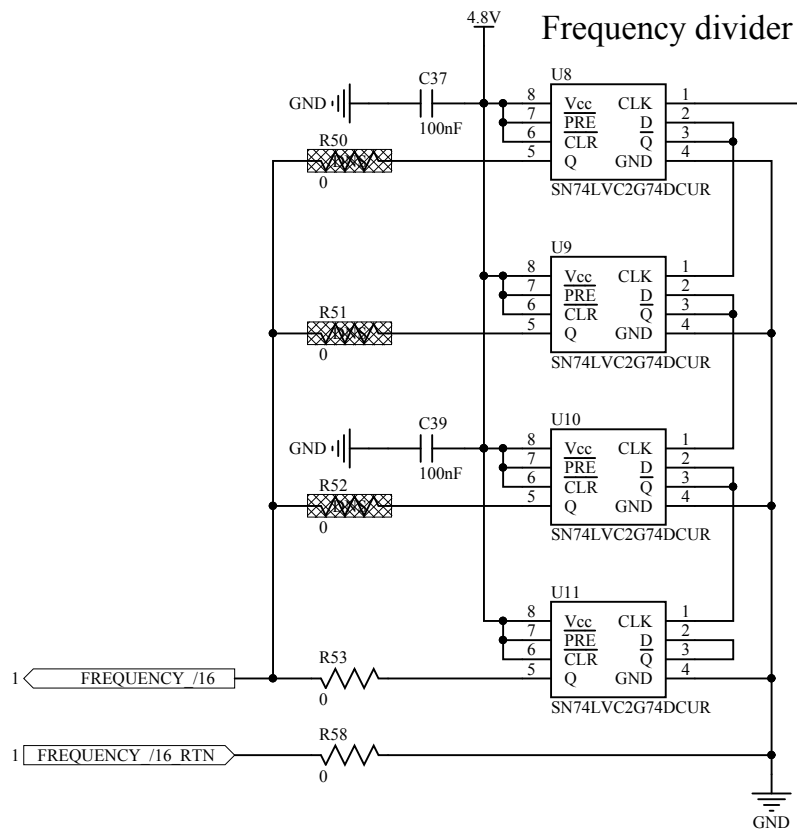 4.8V
Frequency divider
U8
C37
GND
100nF
8 Vcc CLK 1
7 PRE D 2
6 CLR Q 3
5 Q GND 4
SN74LVC2G74DCUR
R50
0
U9
8 Vcc CLK 1
7 PRE D 2
6 CLR Q 3
5 Q GND 4
SN74LVC2G74DCUR
R51
0
U10
C39
GND
100nF
8 Vcc CLK 1
7 PRE D 2
6 CLR Q 3
5 Q GND 4
SN74LVC2G74DCUR
R52
0
U11
8 Vcc CLK 1
7 PRE D 2
6 CLR Q 3
5 Q GND 4
SN74LVC2G74DCUR
R53
0
1 FREQUENCY_/16
R58
0
1 FREQUENCY_/16_RTN
GND